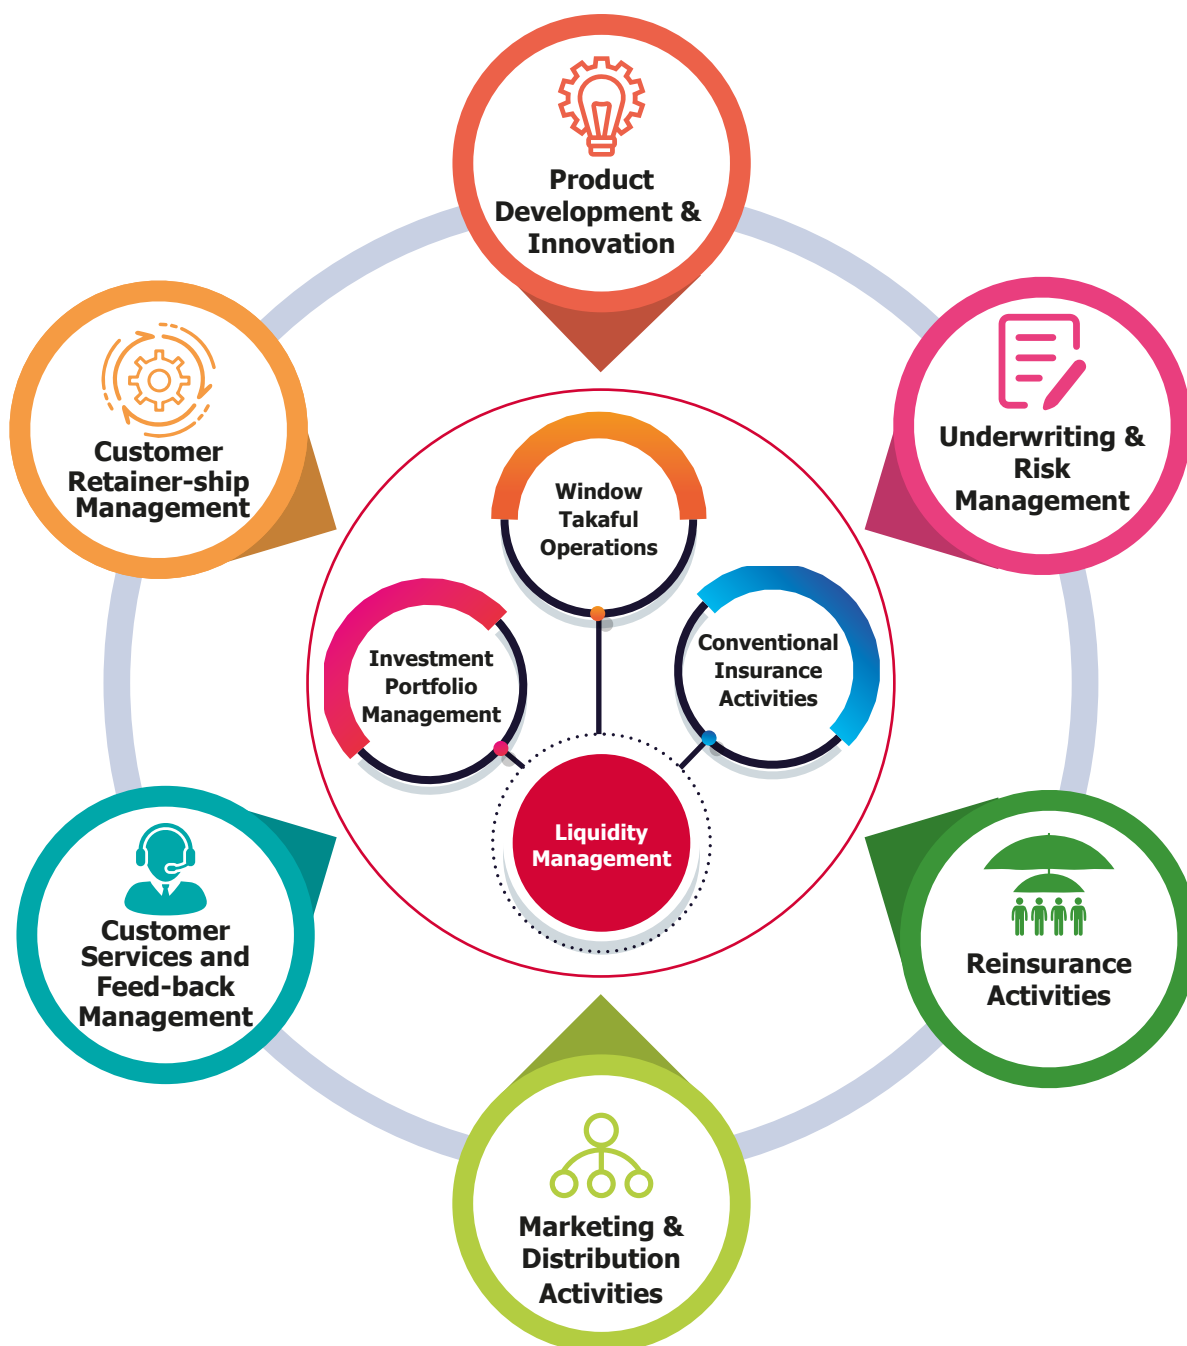 Product
Development &
Innovation
Underwriting &
Risk
Management
Customer
Retainer-ship
Management
Window
Takaful
Operations
Investment
Portfolio
Management
Conventional
Insurance
Activities
Liquidity
Management
Customer
Services and
Feed-back
Management
Reinsurance
Activities
Marketing &
Distribution
Activities